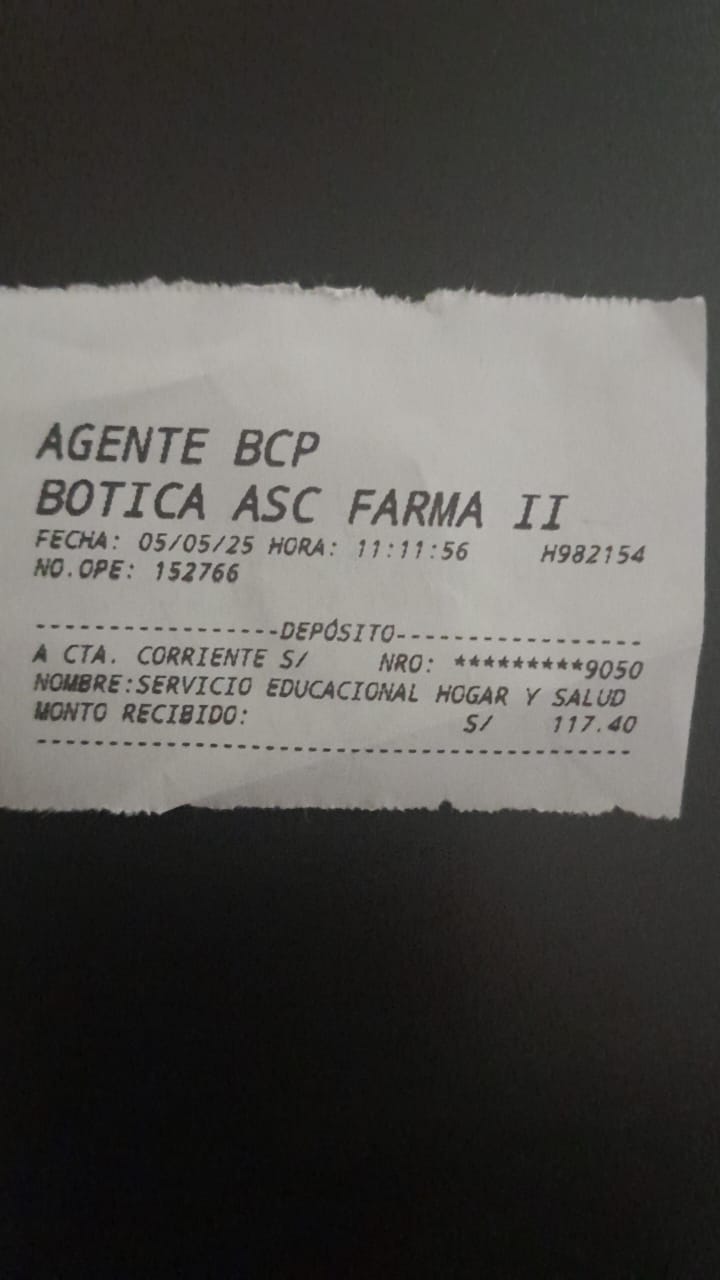 AGENTE BCP
BOTICA ASC FARMA II
FECHA: 05/05/25 HORA: 11:11:56 H982154
NO.OPE: 152766
-----------------DEPÓSITO-----------------
A CTA. CORRIENTE S/ NRO: *********9050
NOMBRE:SERVICIO EDUCACIONAL HOGAR Y SALUD
MONTO RECIBIDO: S/ 117.40
-----------------------------------------